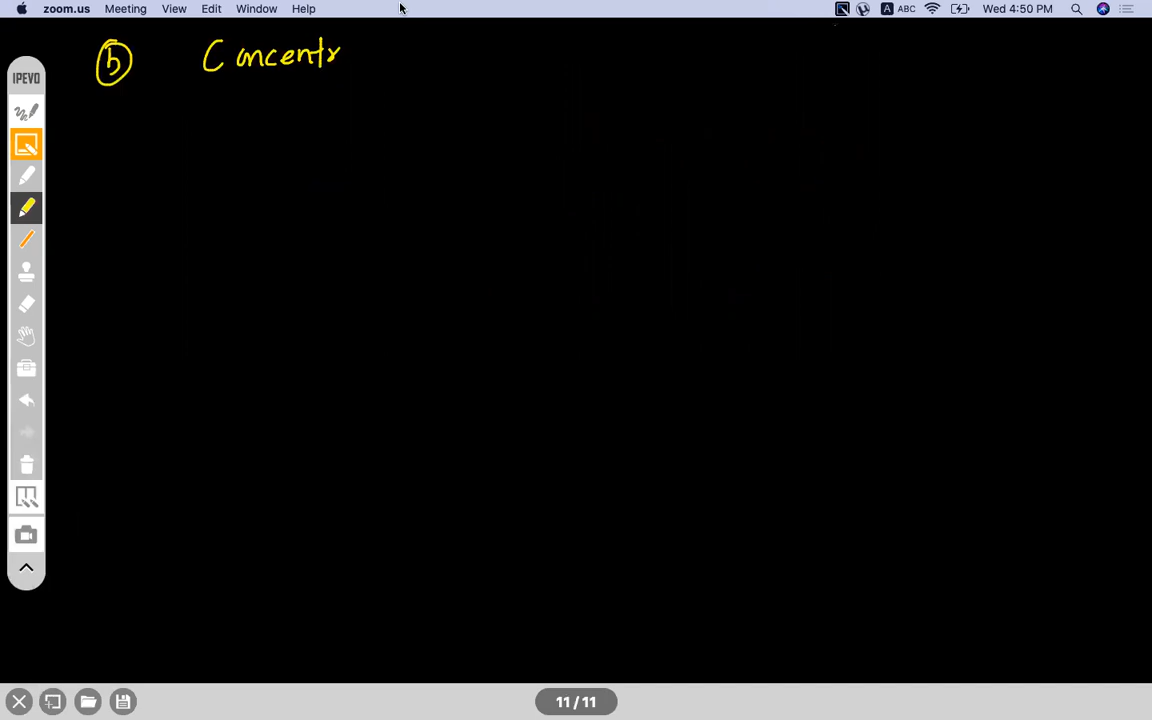 zoom.us Meeting View Edit Window Help A ABC Wed 4:50 PM
b Concentr
IPEVO
11/11